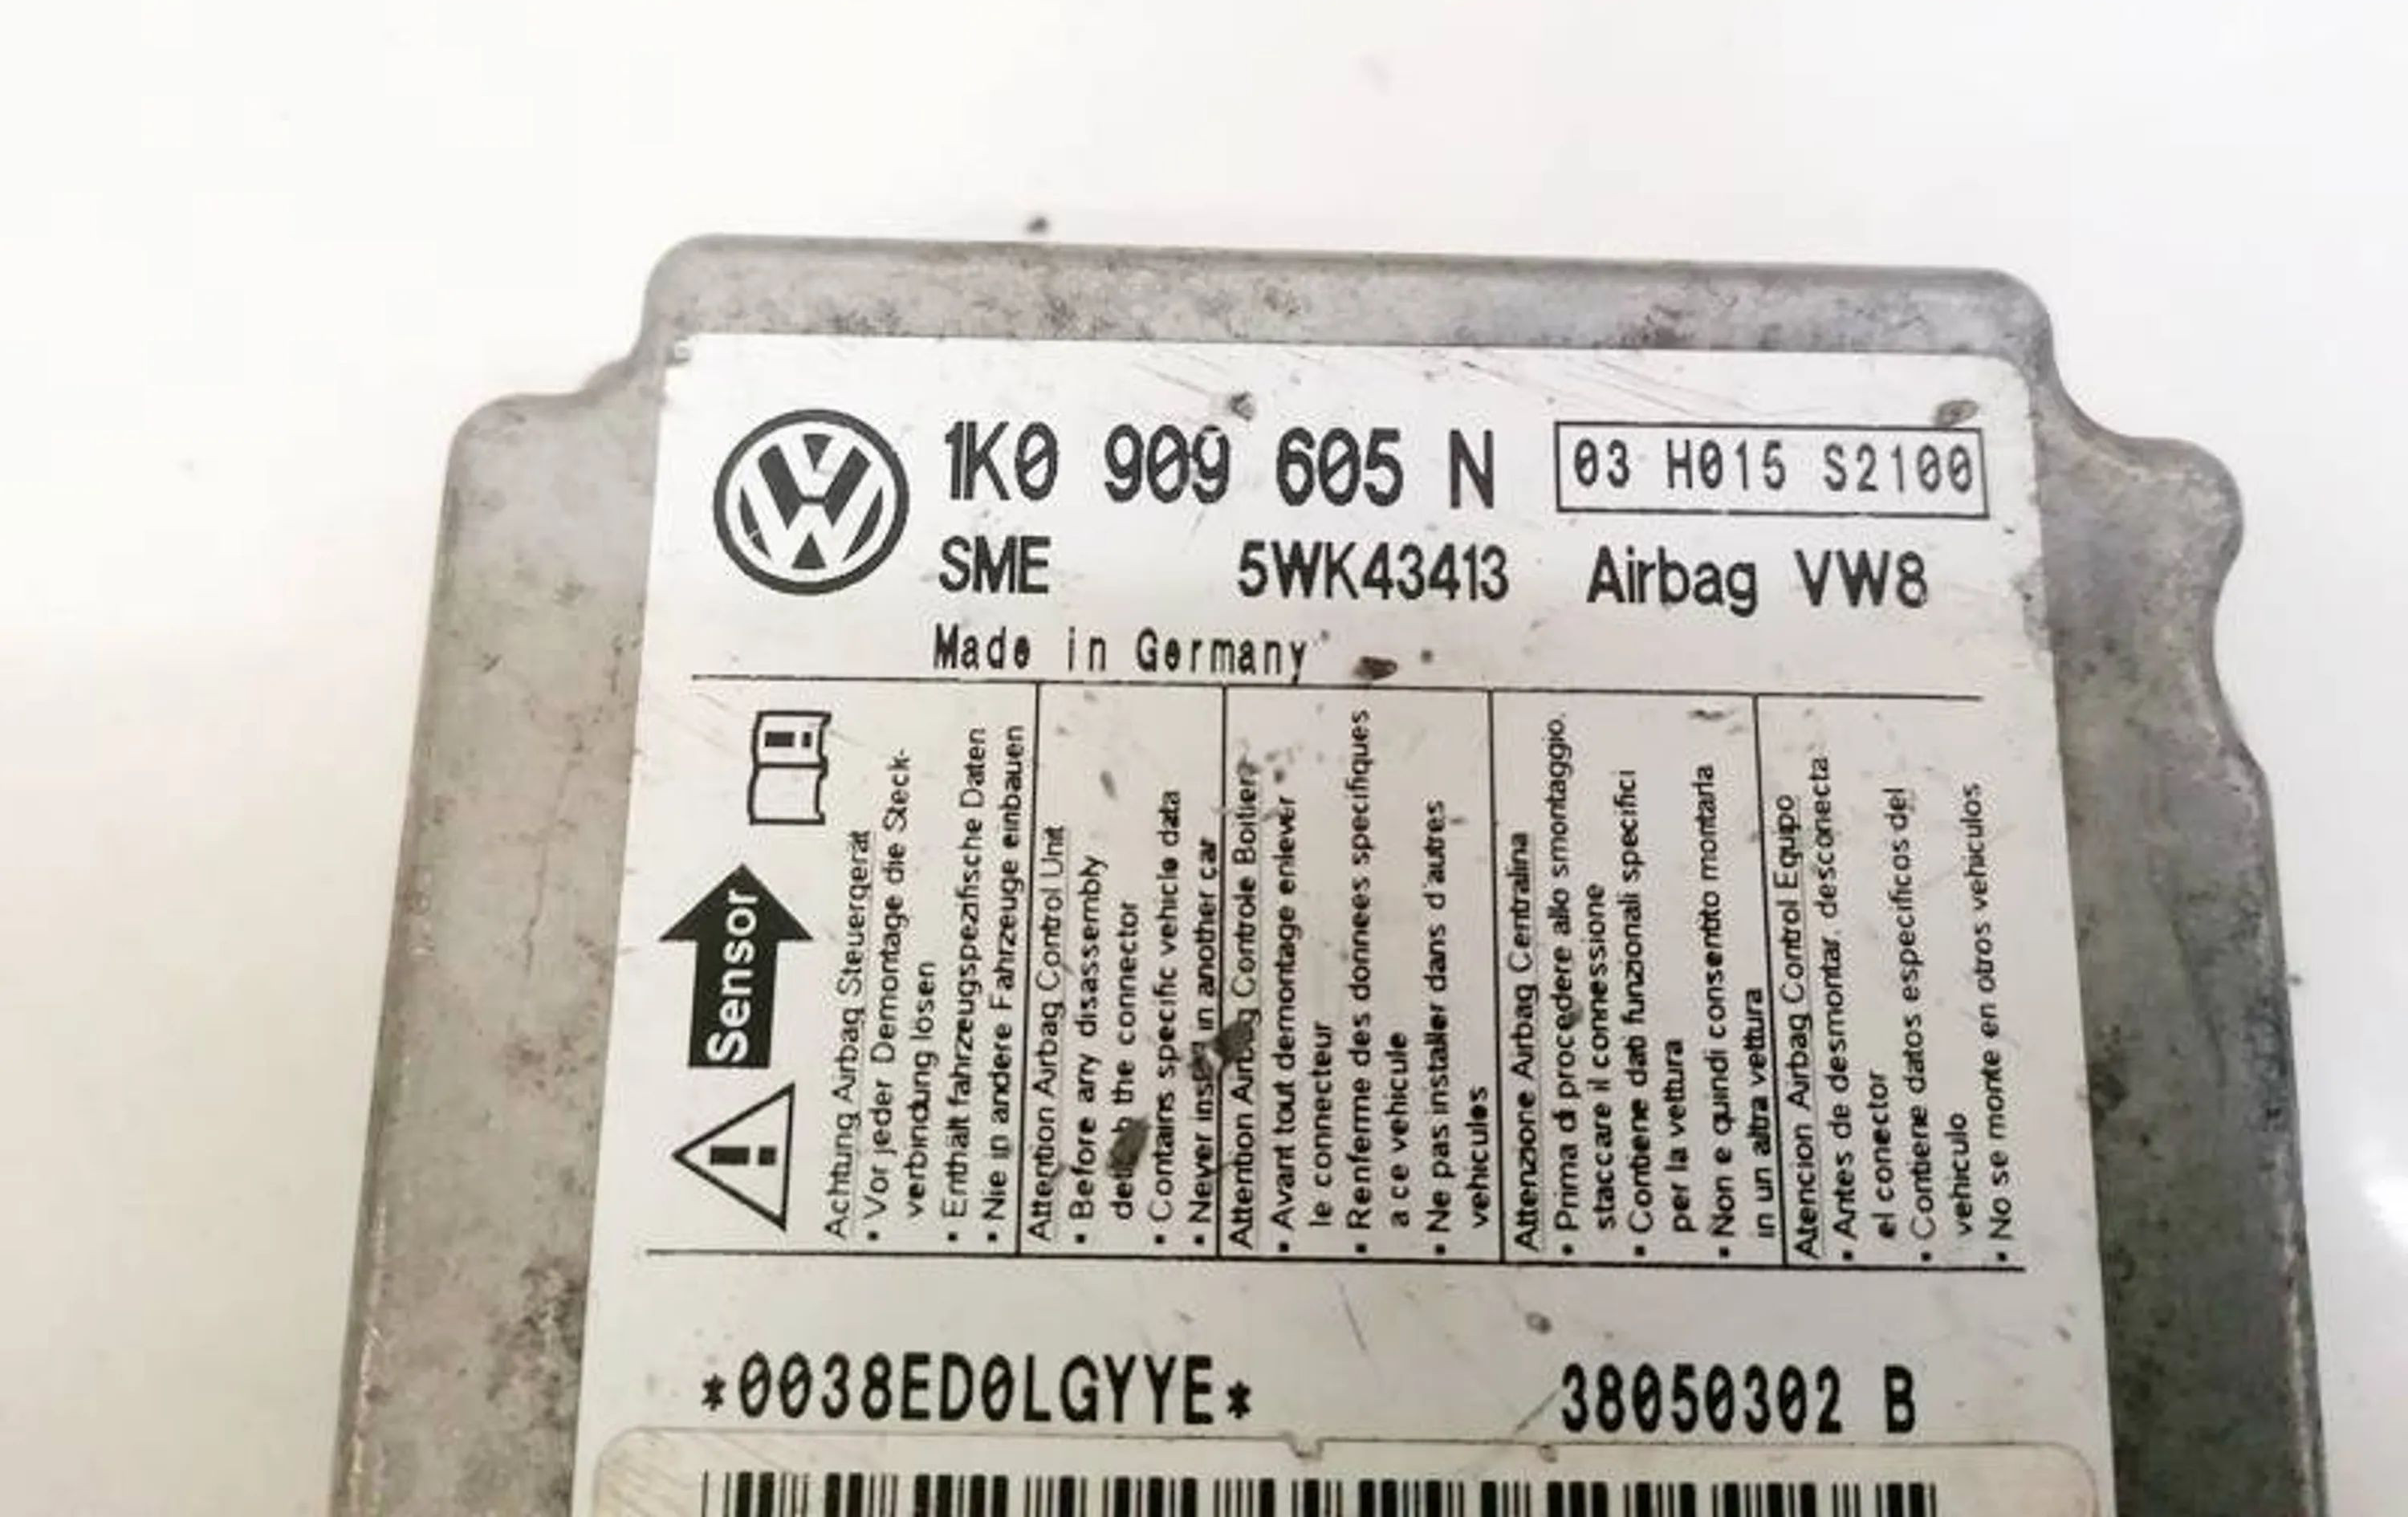 1K0 909 605 N
03 H015 S2100
SME 5WK43413 Airbag VW8
Made in Germany
Sensor
Achtung Airbag Steuergerät
• Vor jeder Demontage die Steck-
verbindung lösen
• Enthält fahrzeugspezifische Daten
• Nie in andere Fahrzeuge einbauen
Attention Airbag Control Unit
• Before any disassembly
the connector
• Contains specific vehicle data
• Never in another car
Attention Airbag Controle Boitier
• Avant tout demontage enlever
le connecteur
• Renferme des donnees specifiques
a ce vehicule
• Ne pas installer dans d'autres
vehicules
Attenzione Airbag Centralina
• Prima di procedere allo smontaggio.
staccare il connessione
• Contiene dati funzionali specifici
per la vettura
• Non e quindi consentito montarla
in un altra vettura
Atencion Airbag Control Equipo
• Antes de desmontar, desconecta
el conector
• Contiene datos especificos del
vehiculo
• No se monte en otros vehiculos
*0038ED0LGYYE* 38050302 B